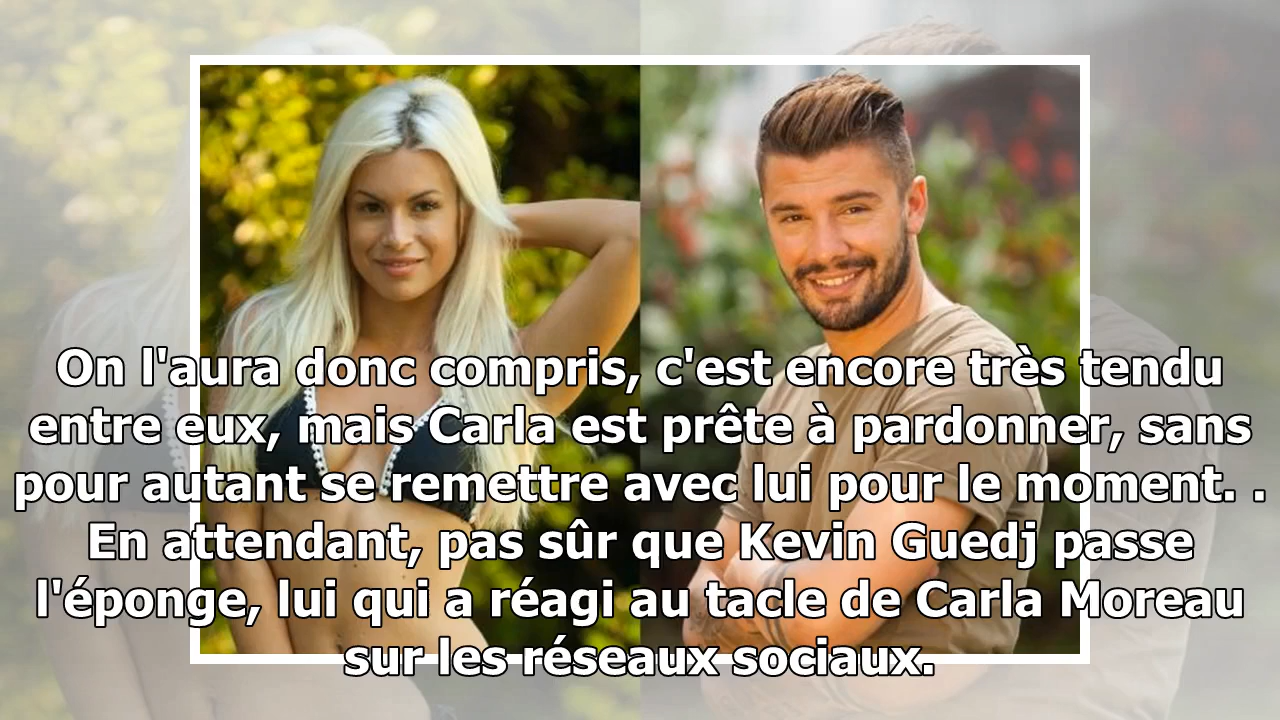 On l'aura donc compris, c'est encore très tendu
entre eux, mais Carla est prête à pardonner, sans
pour autant se remettre avec lui pour le moment. .
En attendant, pas sûr que Kevin Guedj passe
l'éponge, lui qui a réagi au tacle de Carla Moreau
sur les réseaux sociaux.